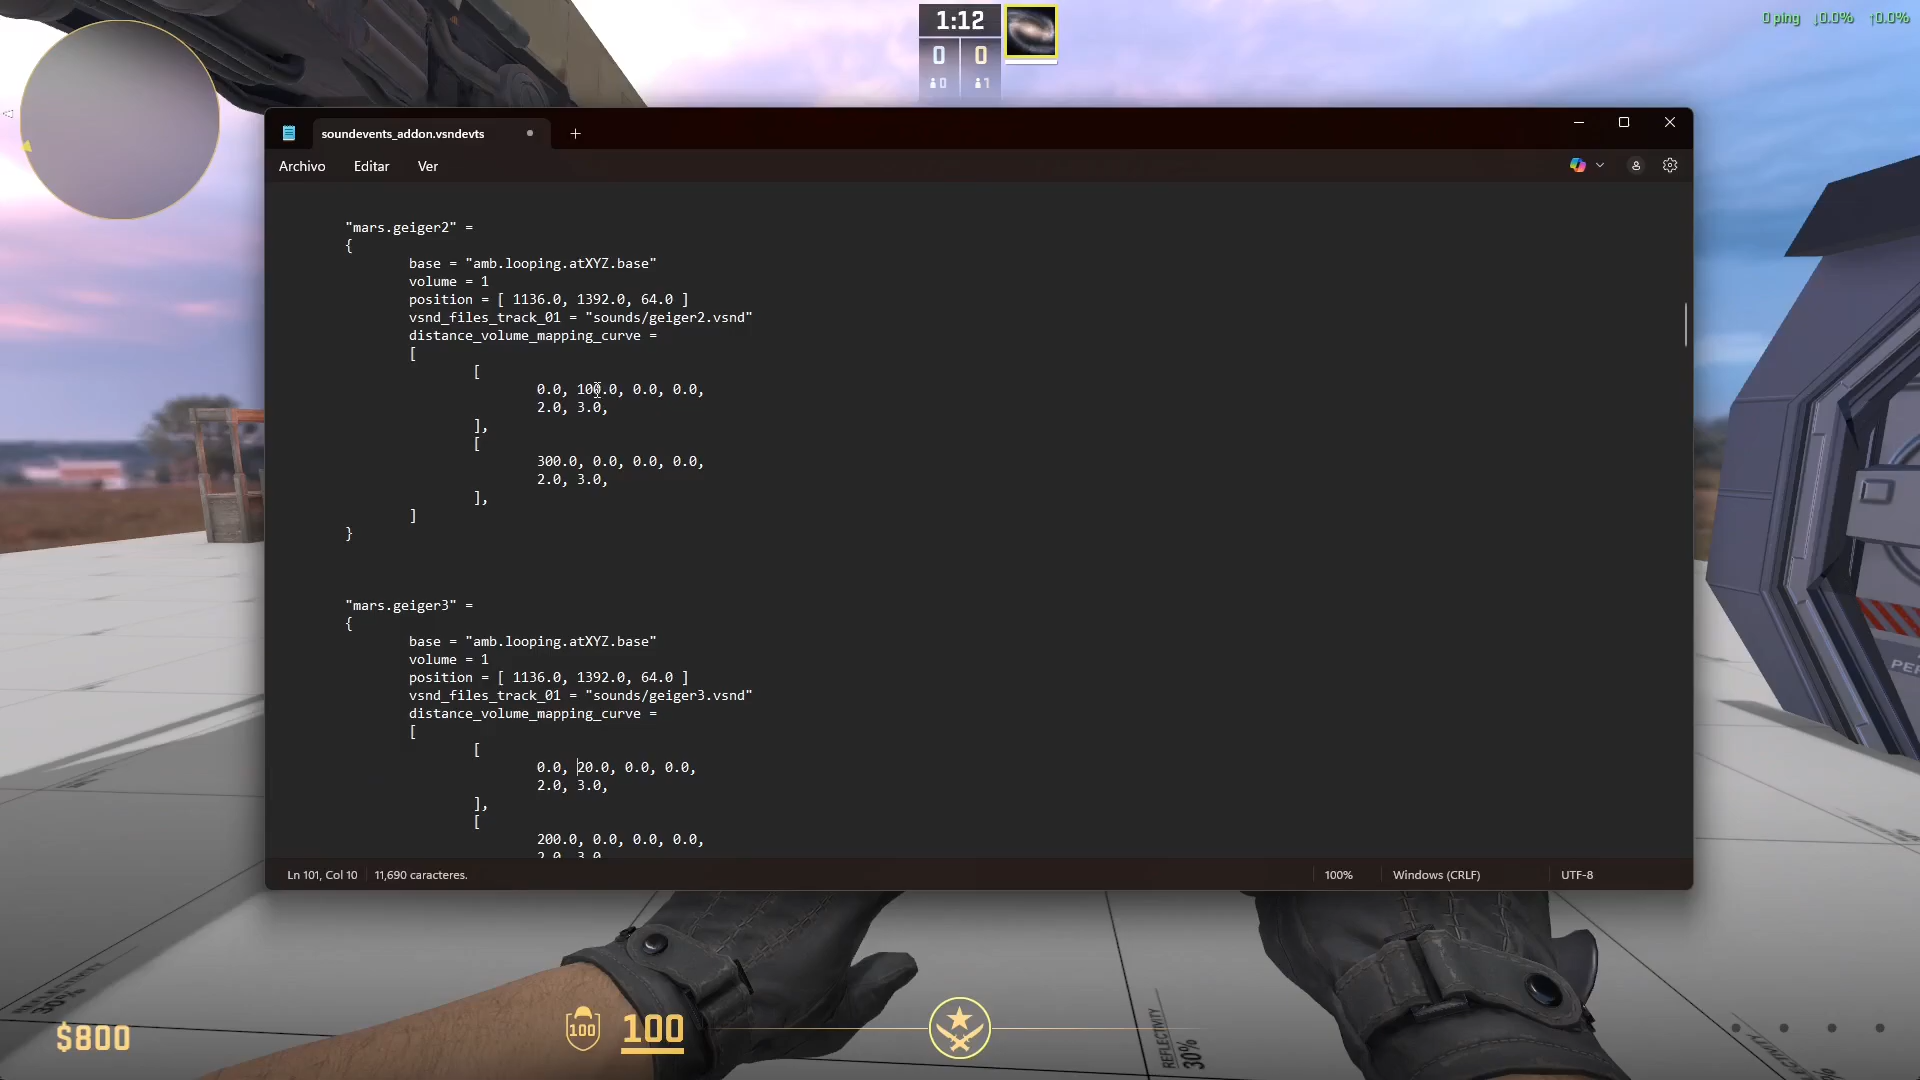 1:12
0 0
0 1
0 ping ↓0.0% ↑0.0%
soundevents_addon.vsndevts
Archivo Editar Ver
"mars.geiger2" =
{
base = "amb.looping.atXYZ.base"
volume = 1
position = [ 1136.0, 1392.0, 64.0 ]
vsnd_files_track_01 = "sounds/geiger2.vsnd"
distance_volume_mapping_curve =
[
[
0.0, 100.0, 0.0, 0.0,
2.0, 3.0,
],
[
300.0, 0.0, 0.0, 0.0,
2.0, 3.0,
],
]
}
"mars.geiger3" =
{
base = "amb.looping.atXYZ.base"
volume = 1
position = [ 1136.0, 1392.0, 64.0 ]
vsnd_files_track_01 = "sounds/geiger3.vsnd"
distance_volume_mapping_curve =
[
[
0.0, 20.0, 0.0, 0.0,
2.0, 3.0,
],
[
200.0, 0.0, 0.0, 0.0,
2.0, 3.0
Ln 101, Col 10 11,690 caracteres. 100% Windows (CRLF) UTF-8
$800
100 100
REFLECTIVITY
30%